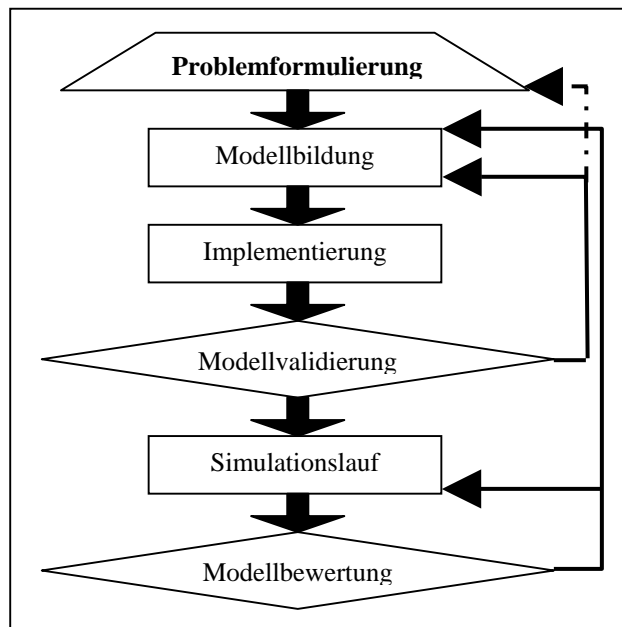 Problemformulierung
Modellbildung
Implementierung
Modellvalidierung
Simulationslauf
Modellbewertung